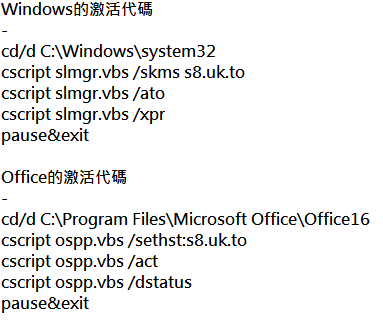 Windows的激活代碼
-
cd/d C:\Windows\system32
cscript slmgr.vbs /skms s8.uk.to
cscript slmgr.vbs /ato
cscript slmgr.vbs /xpr
pause&exit

Office的激活代碼
-
cd/d C:\Program Files\Microsoft Office\Office16
cscript ospp.vbs /sethst:s8.uk.to
cscript ospp.vbs /act
cscript ospp.vbs /dstatus
pause&exit